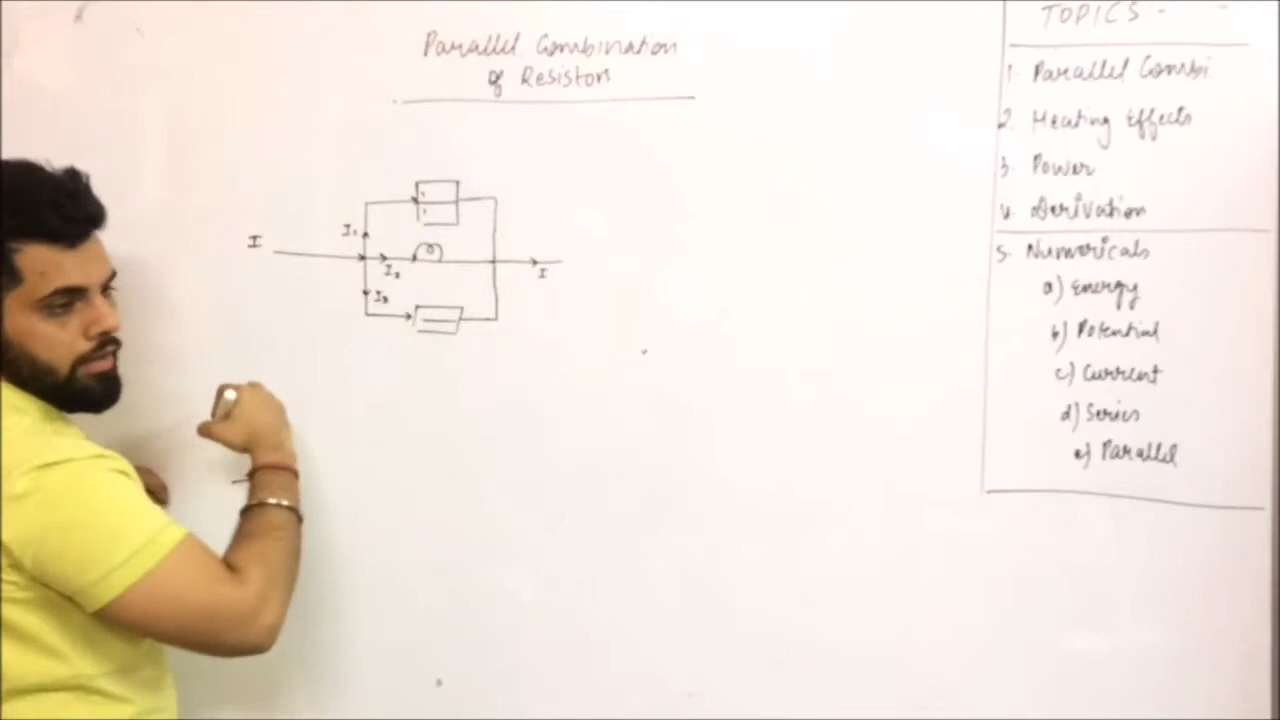 Parallel Combination
of Resistors
I
I₁
I₂
I₃
I
TOPICS:-
1. Parallel Combi.
2. Heating Effects
3. Power
4. Derivation
5. Numericals
a) Energy
b) Potential
c) Current
d) Series
e) Parallel